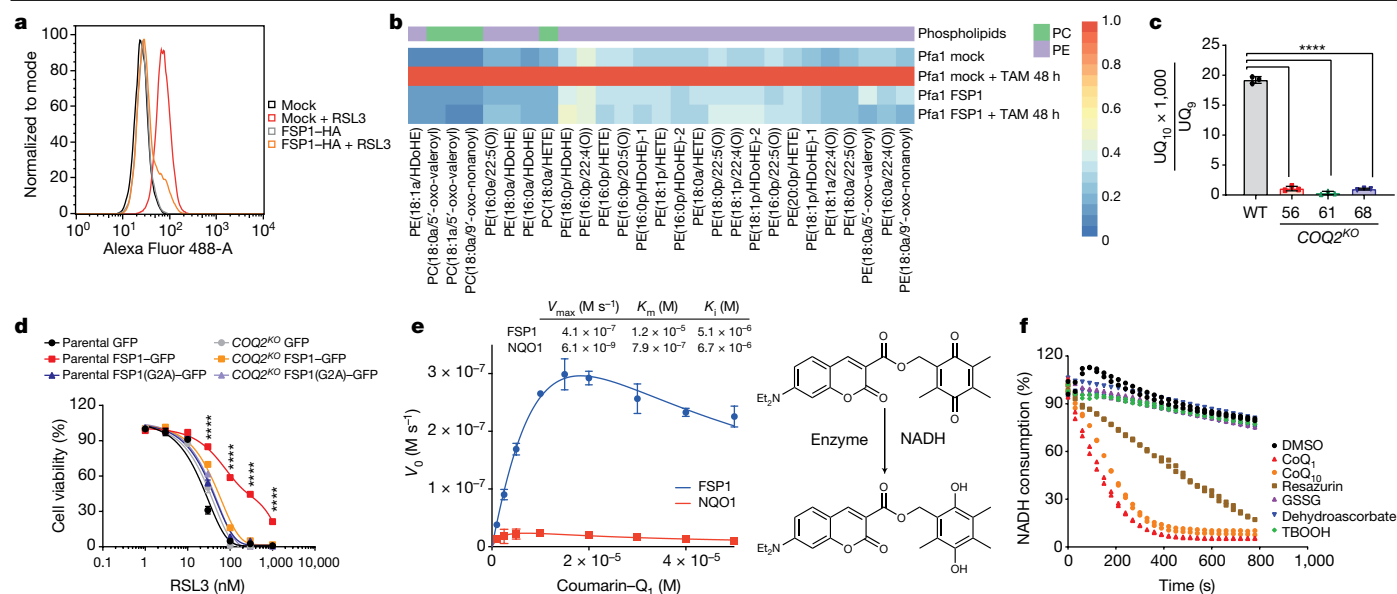 a
Normalized to mode
100
80
60
40
20
0
10⁰
10¹
10²
10³
10⁴
Alexa Fluor 488-A
Mock
Mock + RSL3
FSP1–HA
FSP1–HA + RSL3
b
Phospholipids
PC
PE
Pfa1 mock
Pfa1 mock + TAM 48 h
Pfa1 FSP1
Pfa1 FSP1 + TAM 48 h
1.0
0.8
0.6
0.4
0.2
0
PE(18:1a/HDoHE)
PC(18:0a/5′-oxo-valeroyl)
PC(18:1a/5′-oxo-valeroyl)
PC(18:0a/9′-oxo-nonanoyl)
PE(16:0e/22:5(O))
PE(18:0a/HDoHE)
PE(16:0a/HETE)
PC(18:0a/HETE)
PE(18:0p/HDoHE)
PE(16:0p/22:5(O))
PE(16:0p/HETE)
PE(16:0p/20:5(O))
PE(16:0p/HDoHE)-1
PE(18:1p/HETE)
PE(16:0p/HDoHE)-2
PE(18:0a/HETE)
PE(18:0p/22:5(O))
PE(18:1p/22:4(O))
PE(18:1p/HDoHE)-2
PE(16:0a/22:5(O))
PE(20:0p/HETE)
PE(18:1p/HDoHE)-1
PE(18:1a/22:4(O))
PE(18:0a/22:5(O))
PE(18:0a/5′-oxo-valeroyl)
PE(16:0a/22:4(O))
PE(18:0a/9′-oxo-nonanoyl)
c
UQ₁₀ × 1,000
UQ₉
25
20
15
10
5
0
****
WT
56
61
68
COQ2ᴷᴼ
d
Parental GFP
Parental FSP1–GFP
Parental FSP1(G2A)–GFP
COQ2ᴷᴼ GFP
COQ2ᴷᴼ FSP1–GFP
COQ2ᴷᴼ FSP1(G2A)–GFP
Cell viability (%)
120
90
60
30
0
****
****
****
****
0.1
1
10
100
1,000
10,000
RSL3 (nM)
e
Vmax (M s⁻¹)
Km (M)
Ki (M)
FSP1 4.1 × 10⁻⁷ 1.2 × 10⁻⁵ 5.1 × 10⁻⁶
NQO1 6.1 × 10⁻⁹ 7.9 × 10⁻⁷ 6.7 × 10⁻⁶
V₀ (M s⁻¹)
3 × 10⁻⁷
2 × 10⁻⁷
1 × 10⁻⁷
0
FSP1
NQO1
0
2 × 10⁻⁵
4 × 10⁻⁵
Coumarin–Q₁ (M)
Et₂N
O
O
O
O
O
O
Enzyme
NADH
Et₂N
O
O
O
O
OH
OH
f
NADH consumption (%)
120
90
60
30
0
0
200
400
600
800
1,000
Time (s)
DMSO
CoQ₁
CoQ₁₀
Resazurin
GSSG
Dehydroascorbate
TBOOH